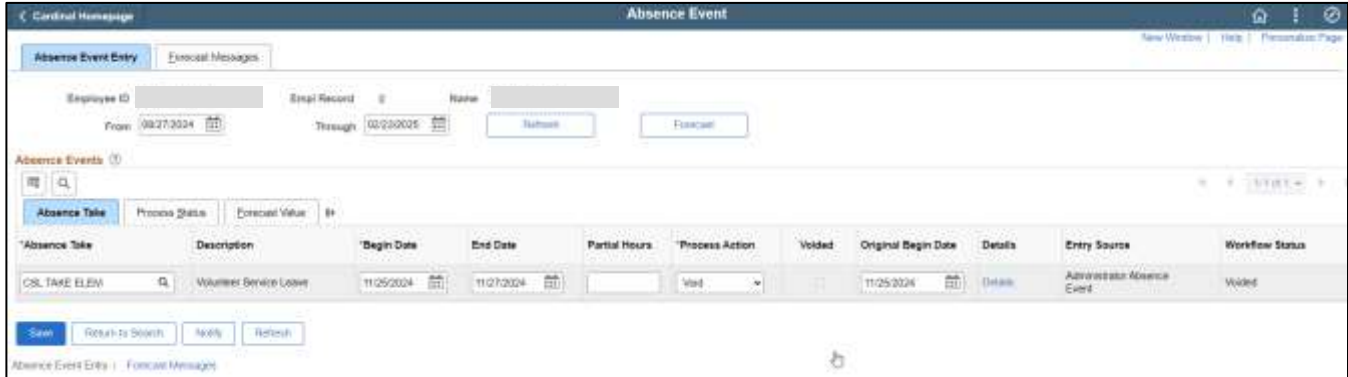 Cardinal Homepage Absence Event
New Window | Help | Personalize Page
Absence Event Entry Forecast Messages
Employee ID Empl Record 0 Name
From 08/27/2024 Through 02/23/2025 Refresh Forecast
Absence Events
1-1 of 1
Absence Take Process Status Forecast Value
*Absence Take Description *Begin Date End Date Partial Hours *Process Action Voided Original Begin Date Details Entry Source Workflow Status
CSL TAKE ELEM Volunteer Service Leave 11/25/2024 11/27/2024 Void 11/25/2024 Details Administrator Absence Event Voided
Save Return to Search Notify Refresh
Absence Event Entry | Forecast Messages